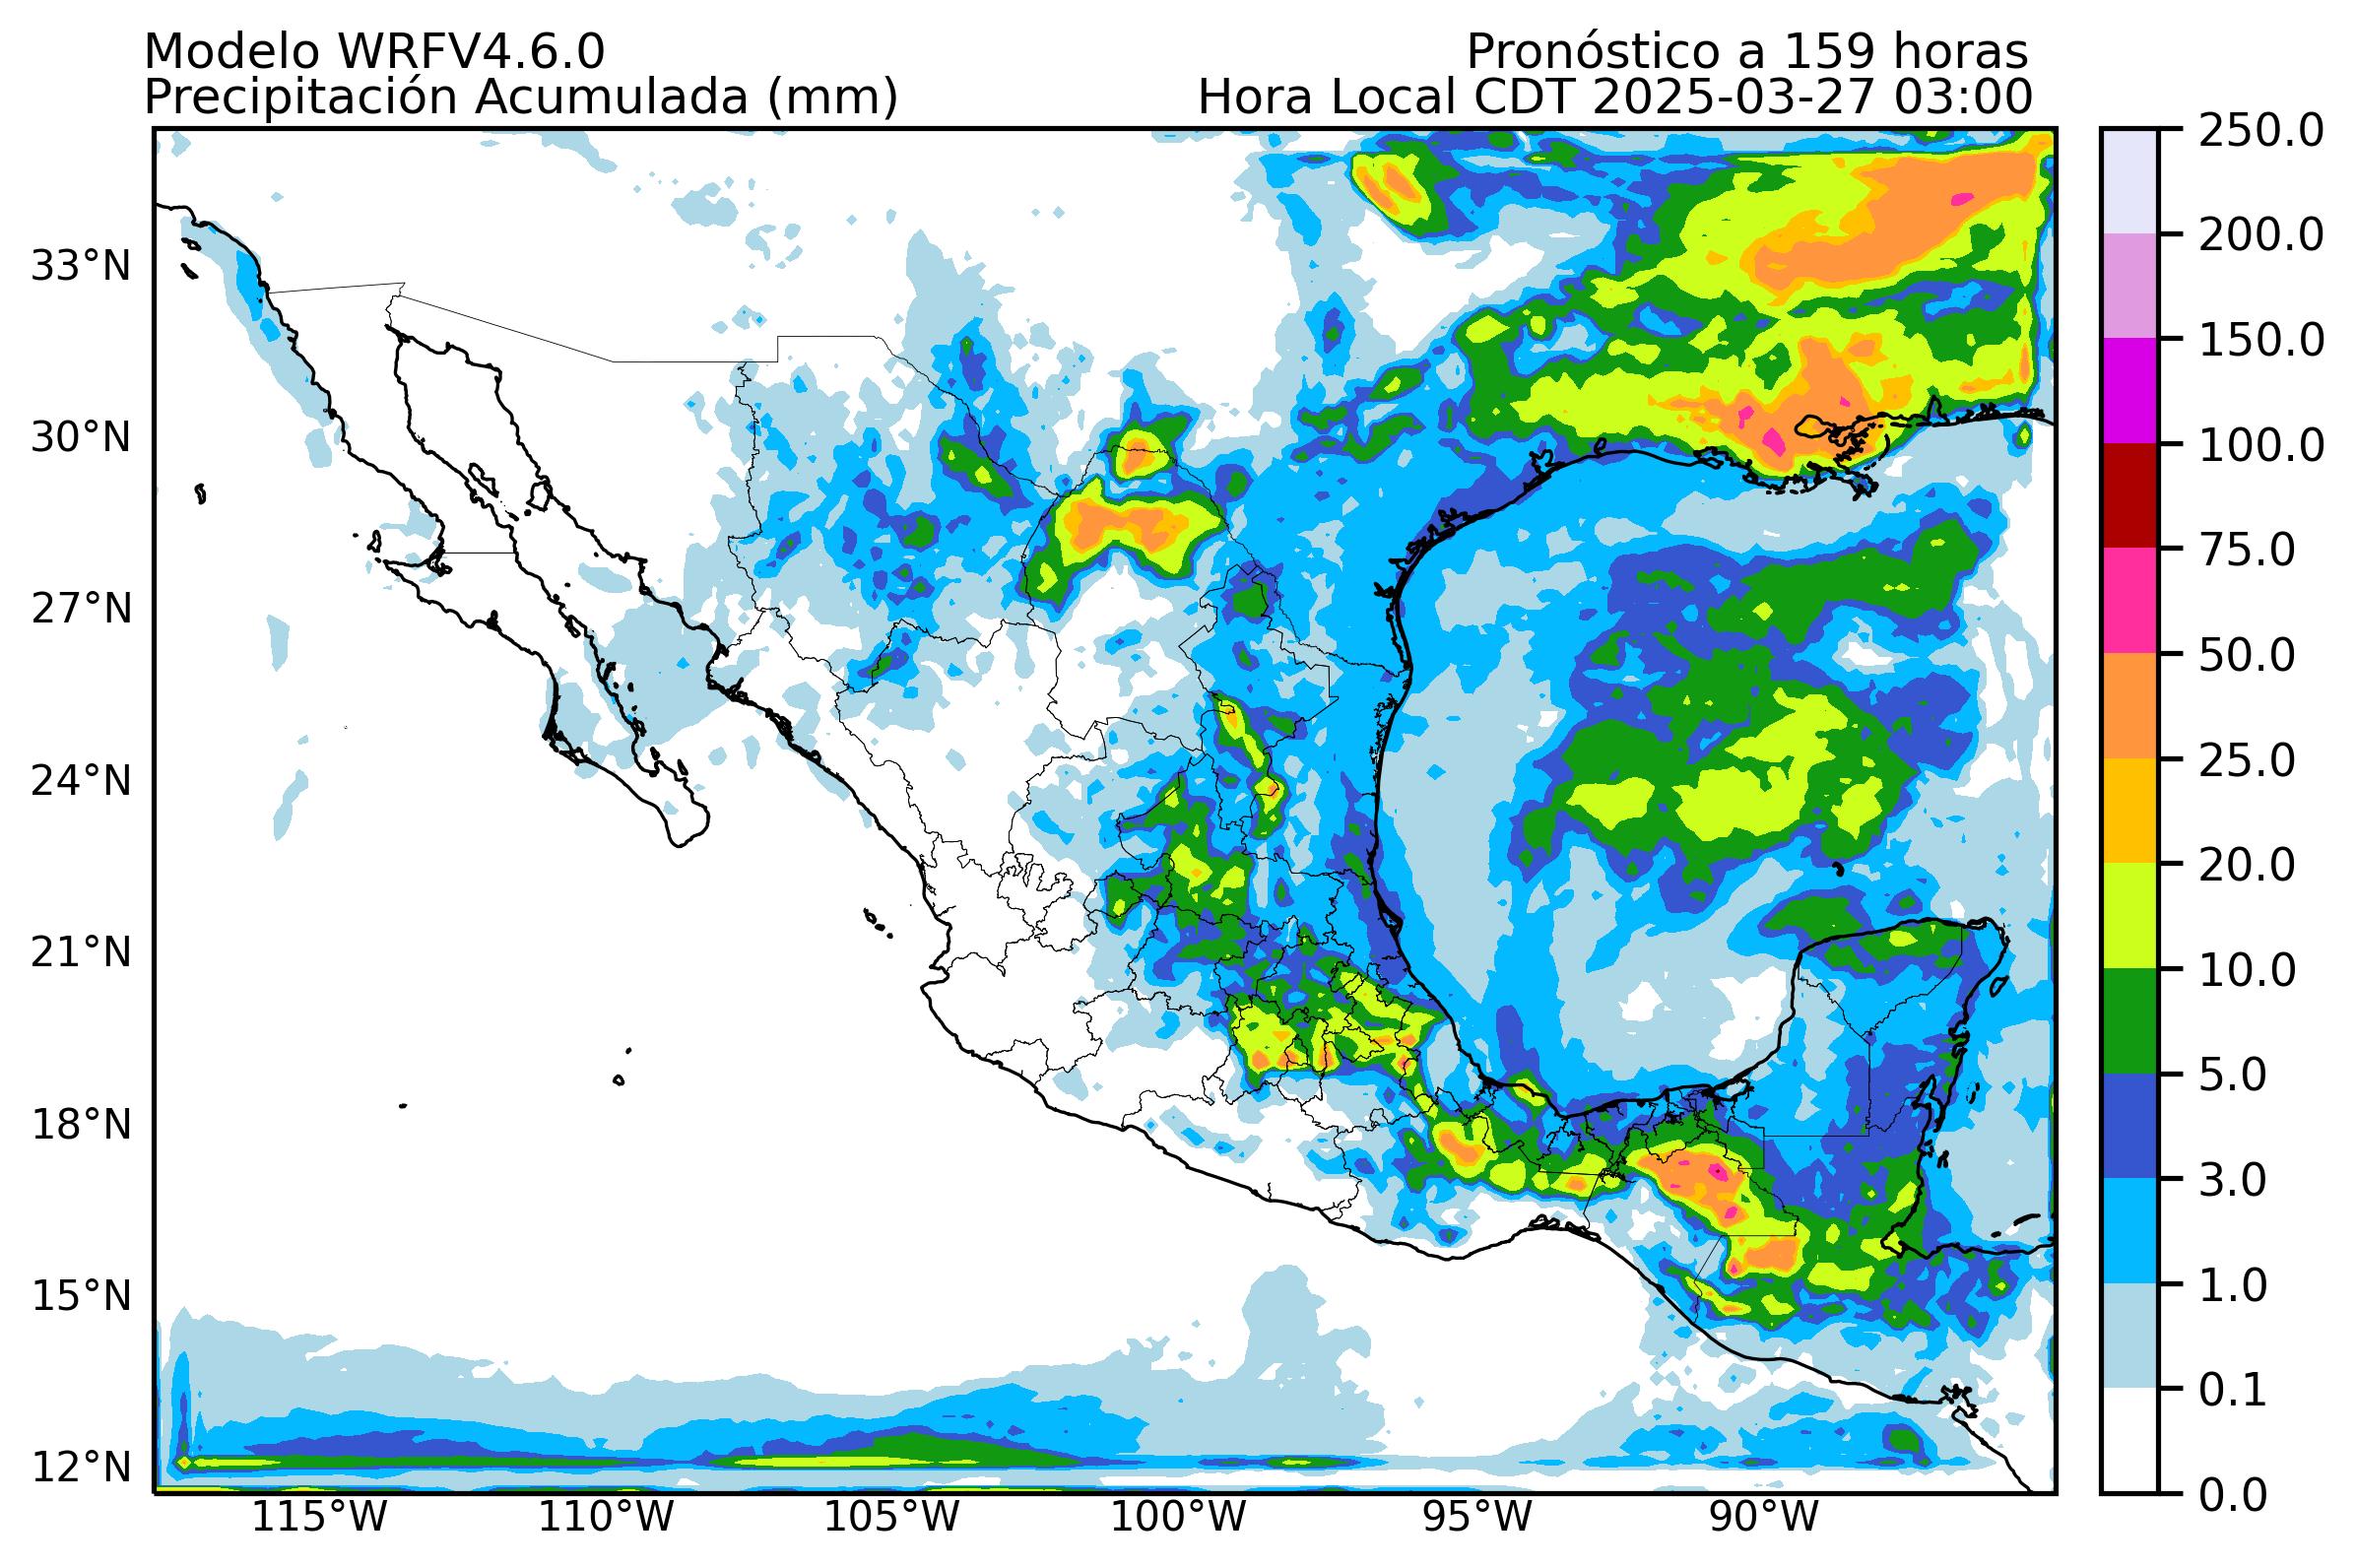 Modelo WRFV4.6.0
Pronóstico a 159 horas
Precipitación Acumulada (mm)
Hora Local CDT 2025-03-27 03:00
33°N
30°N
27°N
24°N
21°N
18°N
15°N
12°N
115°W
110°W
105°W
100°W
95°W
90°W
250.0
200.0
150.0
100.0
75.0
50.0
25.0
20.0
10.0
5.0
3.0
1.0
0.1
0.0